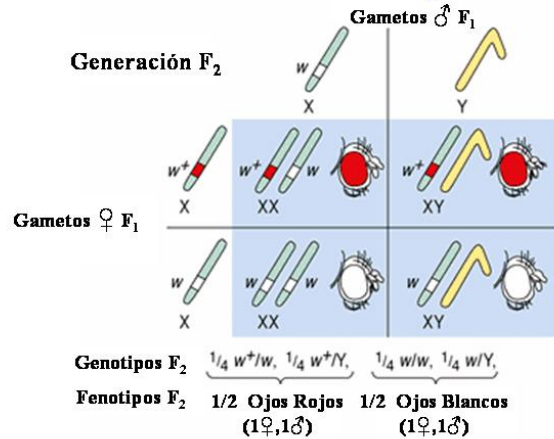 Gametos ♂ F₁
Generación F₂
w
X
Y
w⁺
X
w⁺
w
XX
w⁺
XY
Gametos ♀ F₁
w
X
w
w
XX
w
XY
Genotipos F₂ 1/4 w⁺/w, 1/4 w⁺/Y, 1/4 w/w, 1/4 w/Y,
Fenotipos F₂ 1/2 Ojos Rojos 1/2 Ojos Blancos
(1♀,1♂) (1♀,1♂)